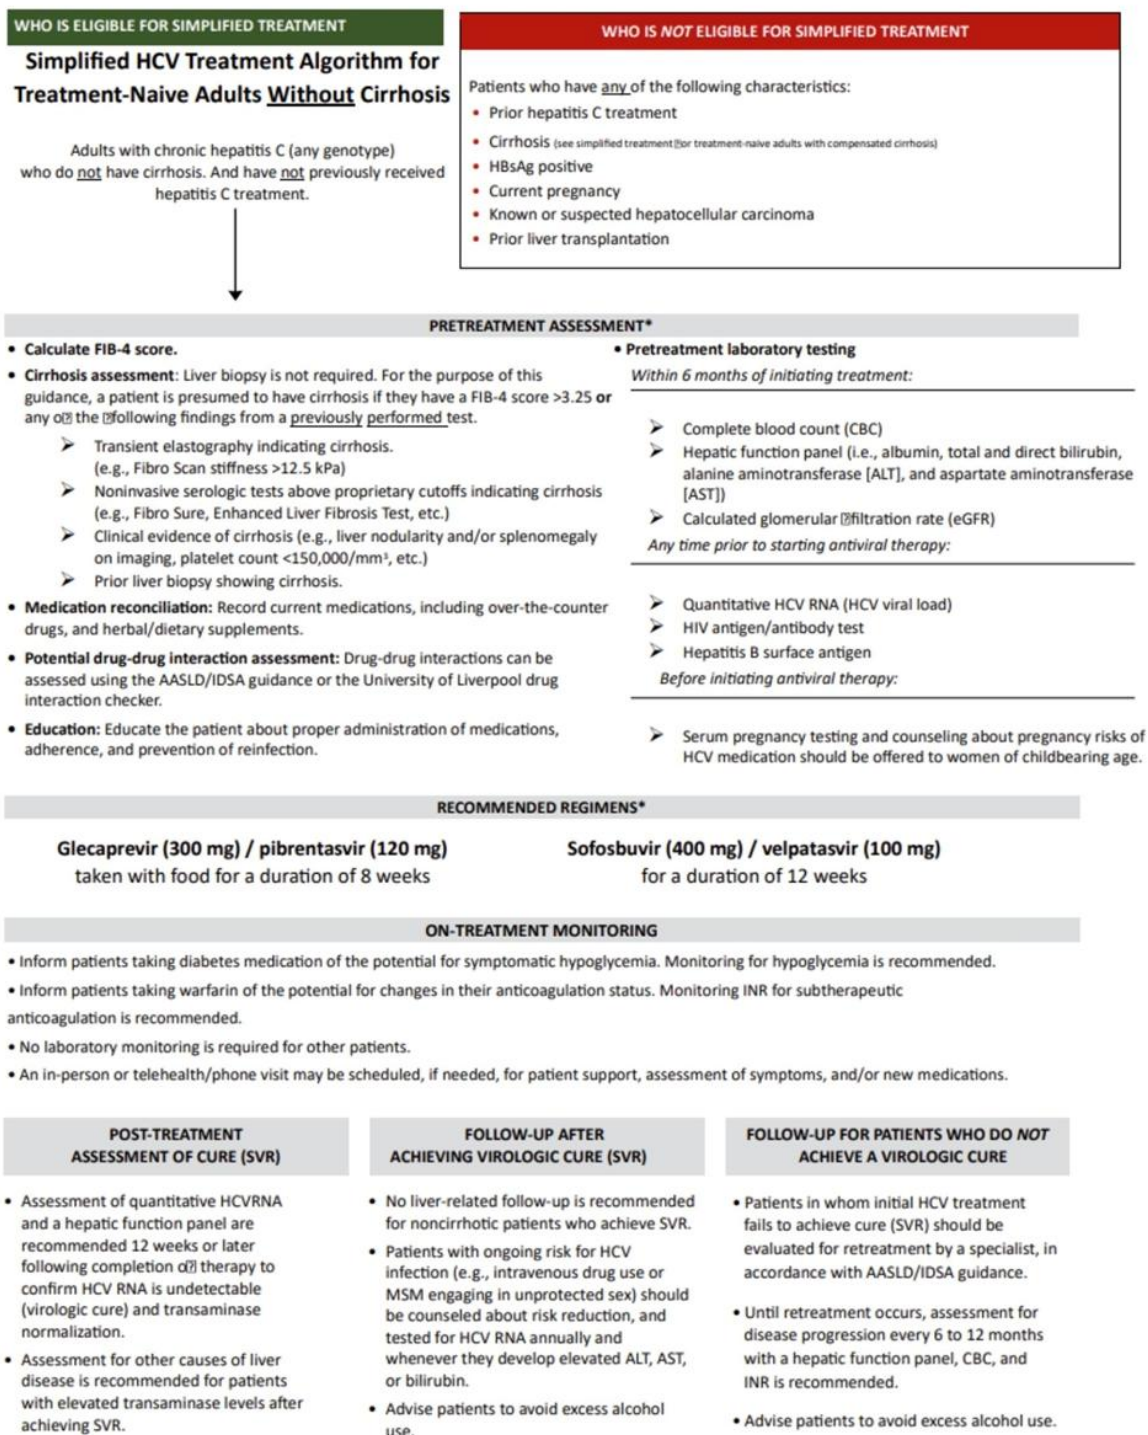 WHO IS ELIGIBLE FOR SIMPLIFIED TREATMENT
Simplified HCV Treatment Algorithm for
Treatment-Naive Adults Without Cirrhosis
Adults with chronic hepatitis C (any genotype)
who do not have cirrhosis. And have not previously received
hepatitis C treatment.
WHO IS NOT ELIGIBLE FOR SIMPLIFIED TREATMENT
Patients who have any of the following characteristics:
• Prior hepatitis C treatment
• Cirrhosis (see simplified treatment or treatment-naive adults with compensated cirrhosis)
• HBsAg positive
• Current pregnancy
• Known or suspected hepatocellular carcinoma
• Prior liver transplantation
PRETREATMENT ASSESSMENT*
• Calculate FIB-4 score.
• Cirrhosis assessment: Liver biopsy is not required. For the purpose of this
guidance, a patient is presumed to have cirrhosis if they have a FIB-4 score >3.25 or
any o the following findings from a previously performed test.
➢ Transient elastography indicating cirrhosis.
(e.g., Fibro Scan stiffness >12.5 kPa)
➢ Noninvasive serologic tests above proprietary cutoffs indicating cirrhosis
(e.g., Fibro Sure, Enhanced Liver Fibrosis Test, etc.)
➢ Clinical evidence of cirrhosis (e.g., liver nodularity and/or splenomegaly
on imaging, platelet count <150,000/mm³, etc.)
➢ Prior liver biopsy showing cirrhosis.
• Medication reconciliation: Record current medications, including over-the-counter
drugs, and herbal/dietary supplements.
• Potential drug-drug interaction assessment: Drug-drug interactions can be
assessed using the AASLD/IDSA guidance or the University of Liverpool drug
interaction checker.
• Education: Educate the patient about proper administration of medications,
adherence, and prevention of reinfection.
• Pretreatment laboratory testing
Within 6 months of initiating treatment:
➢ Complete blood count (CBC)
➢ Hepatic function panel (i.e., albumin, total and direct bilirubin,
alanine aminotransferase [ALT], and aspartate aminotransferase
[AST])
➢ Calculated glomerular filtration rate (eGFR)
Any time prior to starting antiviral therapy:
➢ Quantitative HCV RNA (HCV viral load)
➢ HIV antigen/antibody test
➢ Hepatitis B surface antigen
Before initiating antiviral therapy:
➢ Serum pregnancy testing and counseling about pregnancy risks of
HCV medication should be offered to women of childbearing age.
RECOMMENDED REGIMENS*
Glecaprevir (300 mg) / pibrentasvir (120 mg)
taken with food for a duration of 8 weeks
Sofosbuvir (400 mg) / velpatasvir (100 mg)
for a duration of 12 weeks
ON-TREATMENT MONITORING
• Inform patients taking diabetes medication of the potential for symptomatic hypoglycemia. Monitoring for hypoglycemia is recommended.
• Inform patients taking warfarin of the potential for changes in their anticoagulation status. Monitoring INR for subtherapeutic
anticoagulation is recommended.
• No laboratory monitoring is required for other patients.
• An in-person or telehealth/phone visit may be scheduled, if needed, for patient support, assessment of symptoms, and/or new medications.
POST-TREATMENT
ASSESSMENT OF CURE (SVR)
• Assessment of quantitative HCVRNA
and a hepatic function panel are
recommended 12 weeks or later
following completion o therapy to
confirm HCV RNA is undetectable
(virologic cure) and transaminase
normalization.
• Assessment for other causes of liver
disease is recommended for patients
with elevated transaminase levels after
achieving SVR.
FOLLOW-UP AFTER
ACHIEVING VIROLOGIC CURE (SVR)
• No liver-related follow-up is recommended
for noncirrhotic patients who achieve SVR.
• Patients with ongoing risk for HCV
infection (e.g., intravenous drug use or
MSM engaging in unprotected sex) should
be counseled about risk reduction, and
tested for HCV RNA annually and
whenever they develop elevated ALT, AST,
or bilirubin.
• Advise patients to avoid excess alcohol
use.
FOLLOW-UP FOR PATIENTS WHO DO NOT
ACHIEVE A VIROLOGIC CURE
• Patients in whom initial HCV treatment
fails to achieve cure (SVR) should be
evaluated for retreatment by a specialist, in
accordance with AASLD/IDSA guidance.
• Until retreatment occurs, assessment for
disease progression every 6 to 12 months
with a hepatic function panel, CBC, and
INR is recommended.
• Advise patients to avoid excess alcohol use.